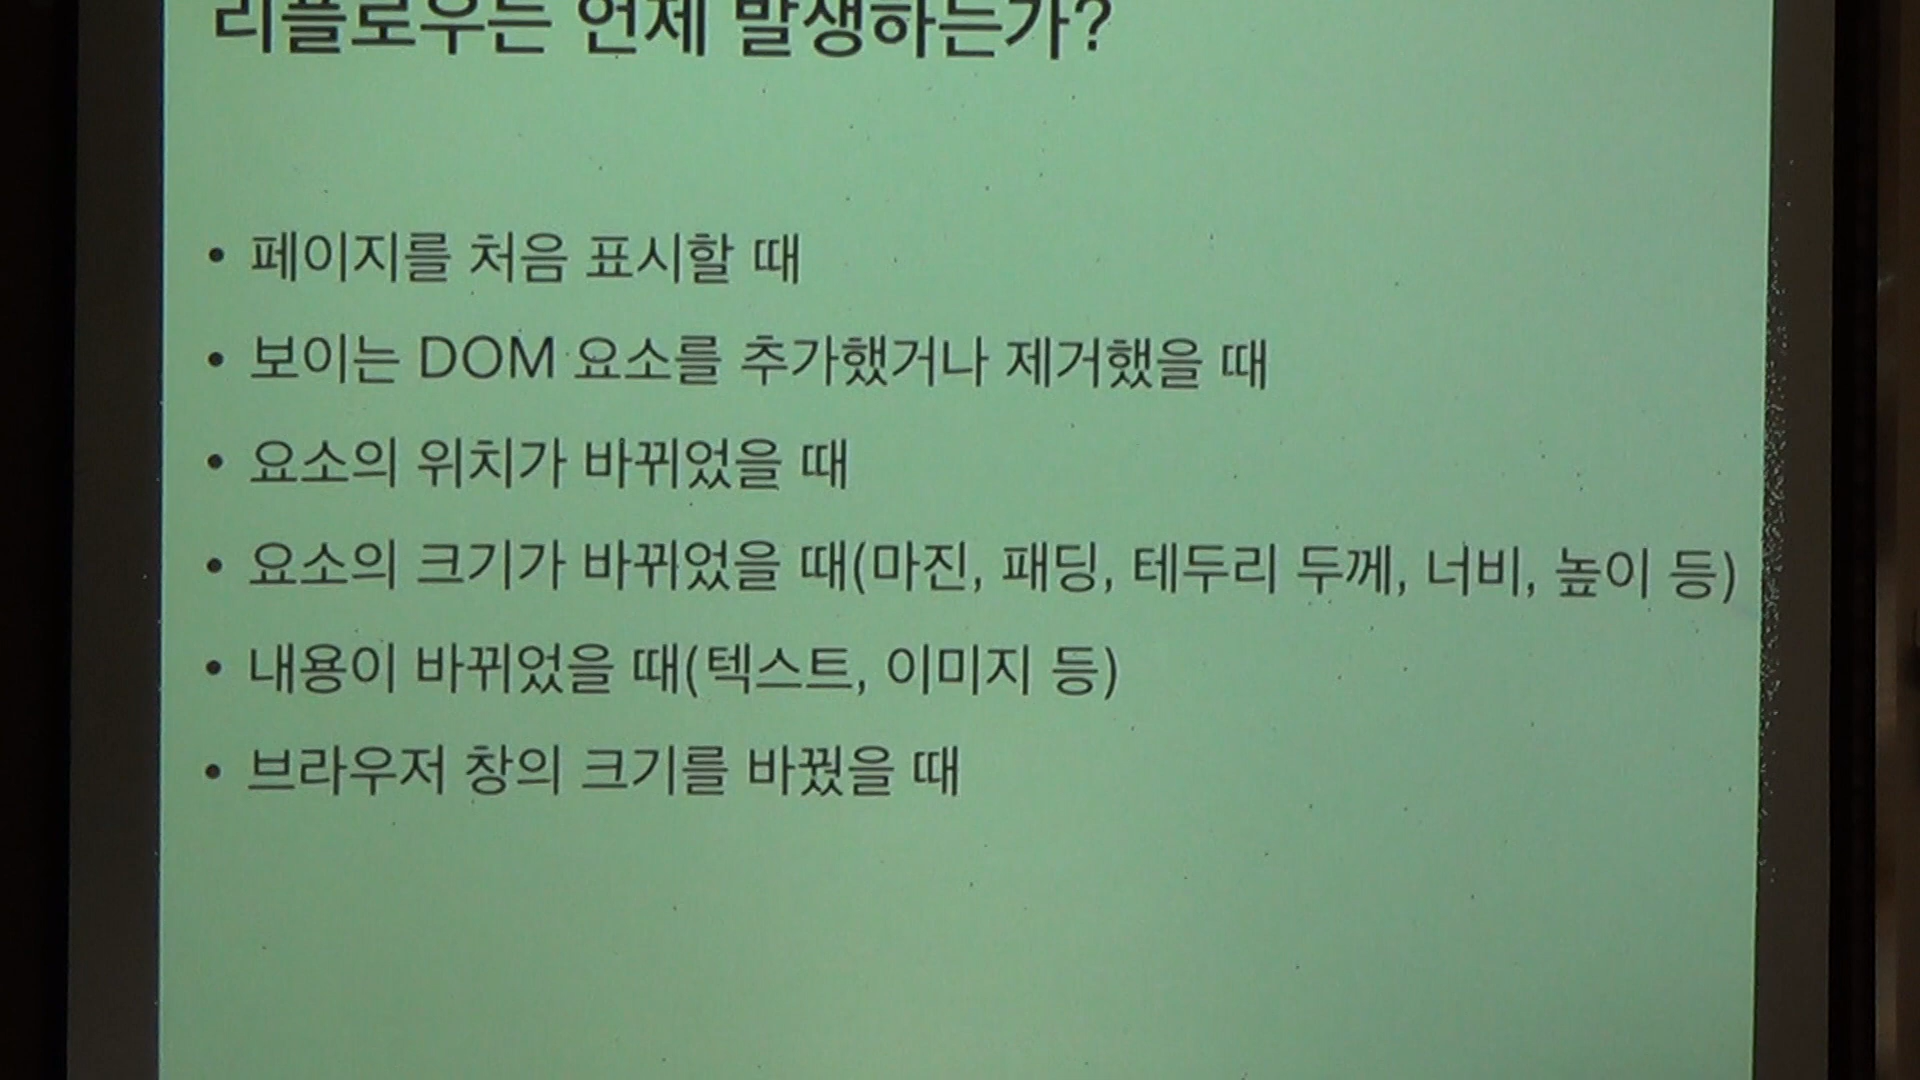 리플로우는 언제 발생하는가?
• 페이지를 처음 표시할 때
• 보이는 DOM 요소를 추가했거나 제거했을 때
• 요소의 위치가 바뀌었을 때
• 요소의 크기가 바뀌었을 때(마진, 패딩, 테두리 두께, 너비, 높이 등)
• 내용이 바뀌었을 때(텍스트, 이미지 등)
• 브라우저 창의 크기를 바꿨을 때